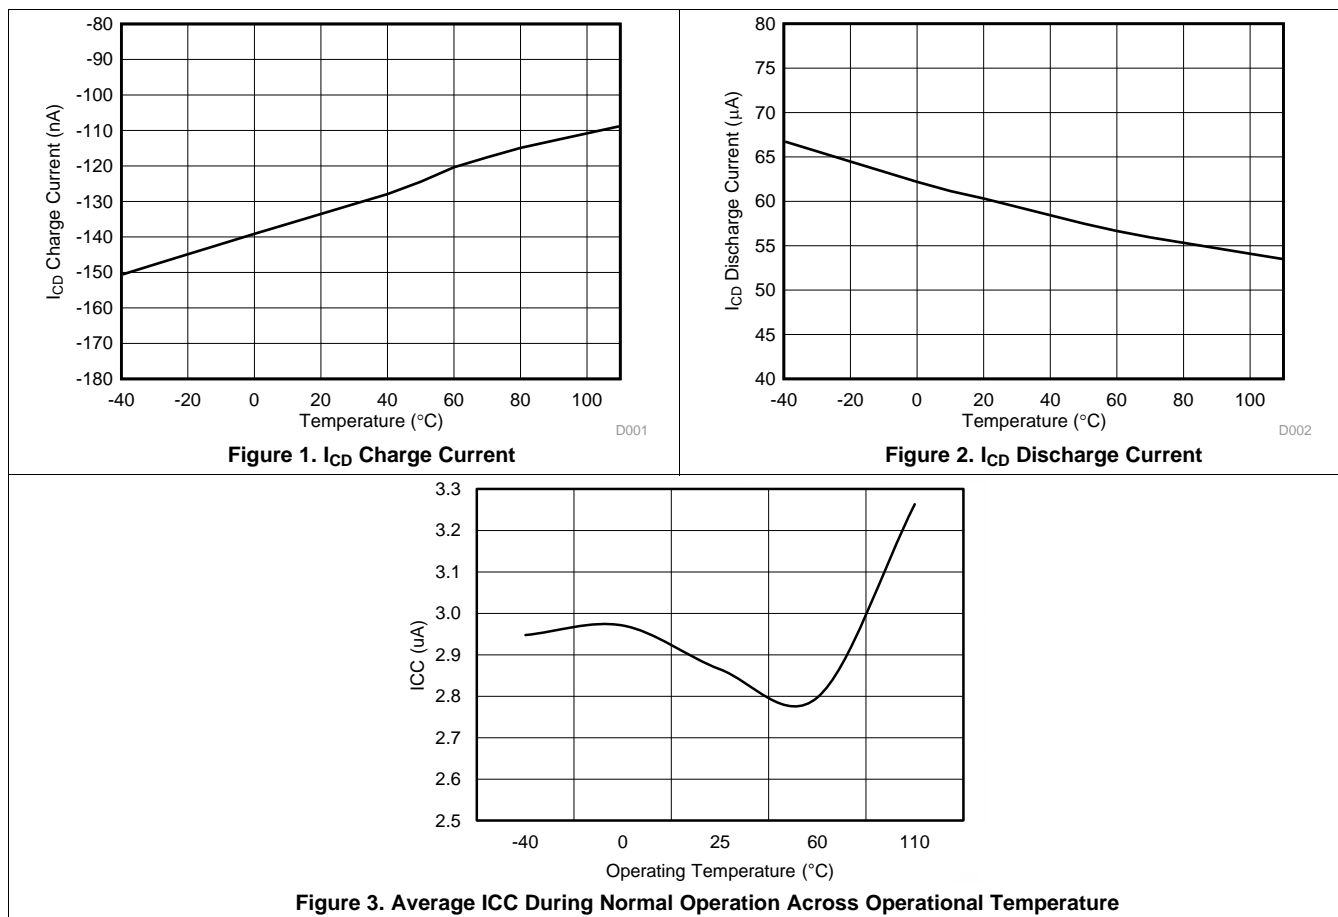 -80
-90
-100
-110
-120
-130
-140
-150
-160
-170
-180
I_CD Charge Current (nA)
-40 -20 0 20 40 60 80 100
Temperature (°C)
D001
Figure 1. I_CD Charge Current
80
75
70
65
60
55
50
45
40
I_CD Discharge Current (μA)
-40 -20 0 20 40 60 80 100
Temperature (°C)
D002
Figure 2. I_CD Discharge Current
3.3
3.2
3.1
3.0
2.9
2.8
2.7
2.6
2.5
ICC (uA)
-40 0 25 60 110
Operating Temperature (°C)
Figure 3. Average ICC During Normal Operation Across Operational Temperature